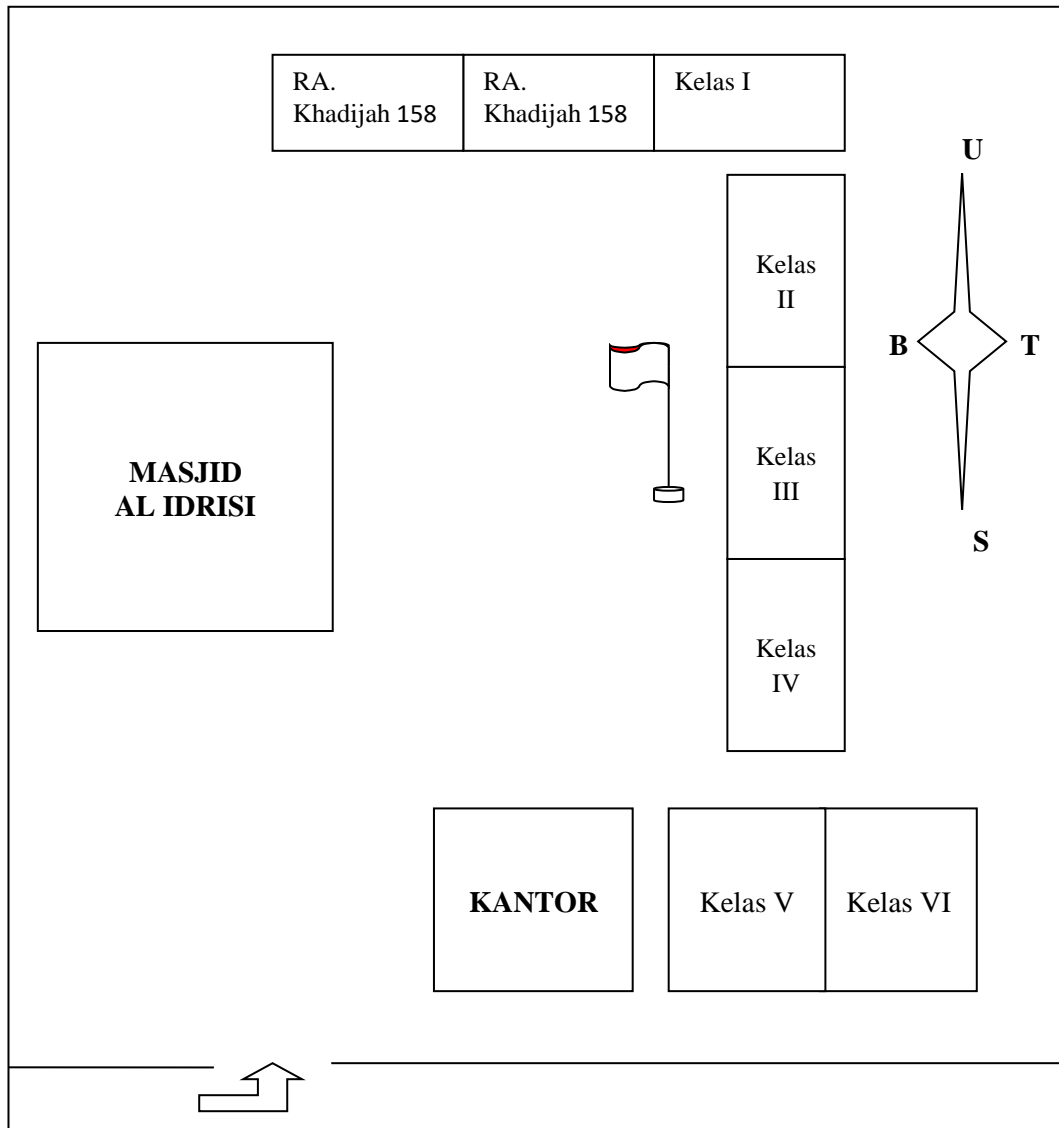 RA.
Khadijah 158
RA.
Khadijah 158
Kelas I
U
Kelas
II
B
T
MASJID
AL IDRISI
Kelas
III
S
Kelas
IV
KANTOR
Kelas V
Kelas VI